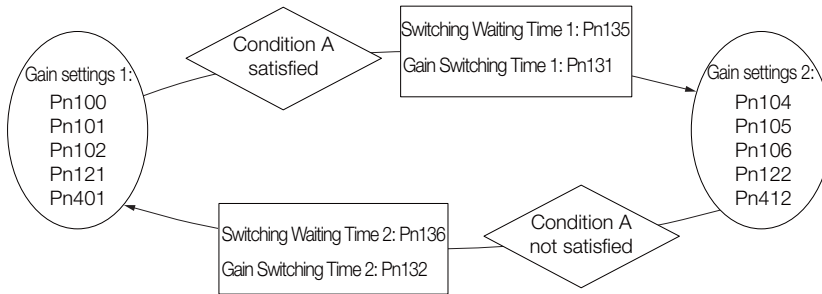 Gain settings 1:
Pn100
Pn101
Pn102
Pn121
Pn401
Condition A
satisfied
Switching Waiting Time 1: Pn135
Gain Switching Time 1: Pn131
Gain settings 2:
Pn104
Pn105
Pn106
Pn122
Pn412
Condition A
not satisfied
Switching Waiting Time 2: Pn136
Gain Switching Time 2: Pn132